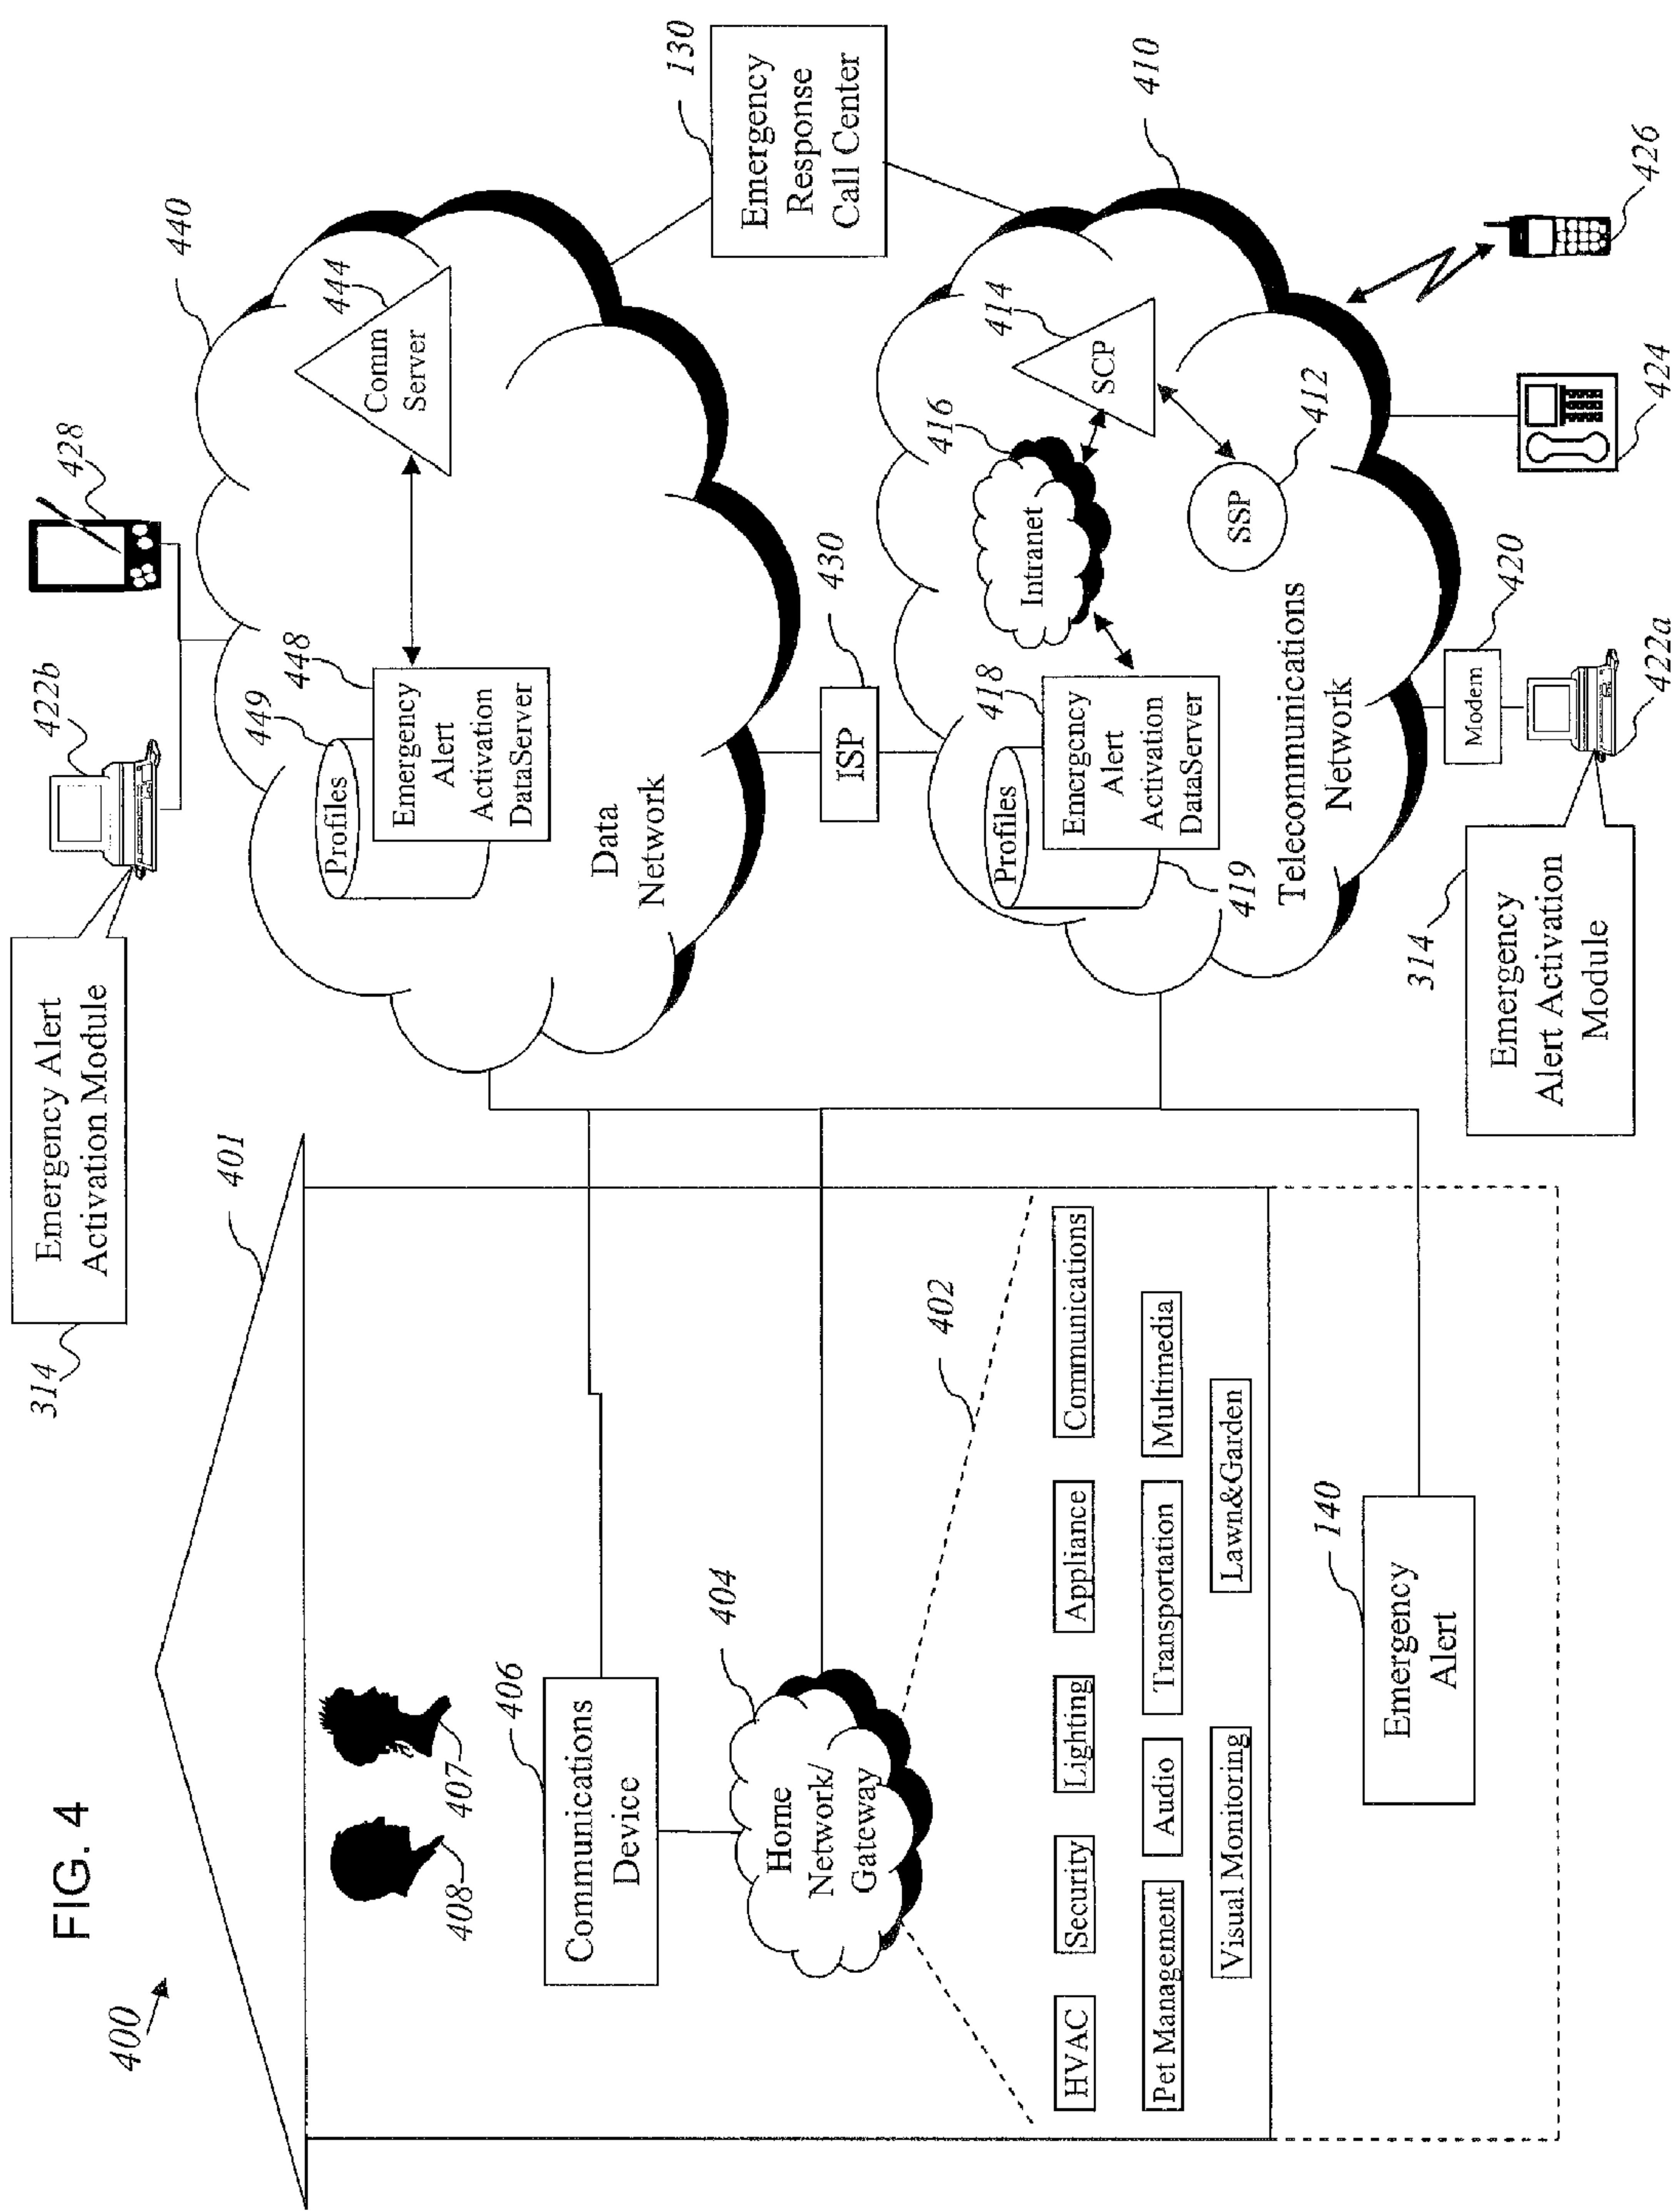 FIG. 4
400
401
408
407
Communications
Device
406
Home
Network/
Gateway
404
402
HVAC
Security
Lighting
Appliance
Communications
Pet Management
Audio
Transportation
Multimedia
Visual Monitoring
Lawn&Garden
Emergency
Alert
140
314
Emergency Alert
Activation Module
422b
428
440
Profiles
449
448
Emergency
Alert
Activation
DataServer
Comm
Server
444
Data
Network
130
Emergency
Response
Call Center
ISP
430
410
Profiles
418
Emergency
Alert
Activation
DataServer
419
Intranet
416
SCP
414
SSP
412
Telecommunications
Network
Modem
420
422a
424
426
314
Emergency
Alert Activation
Module